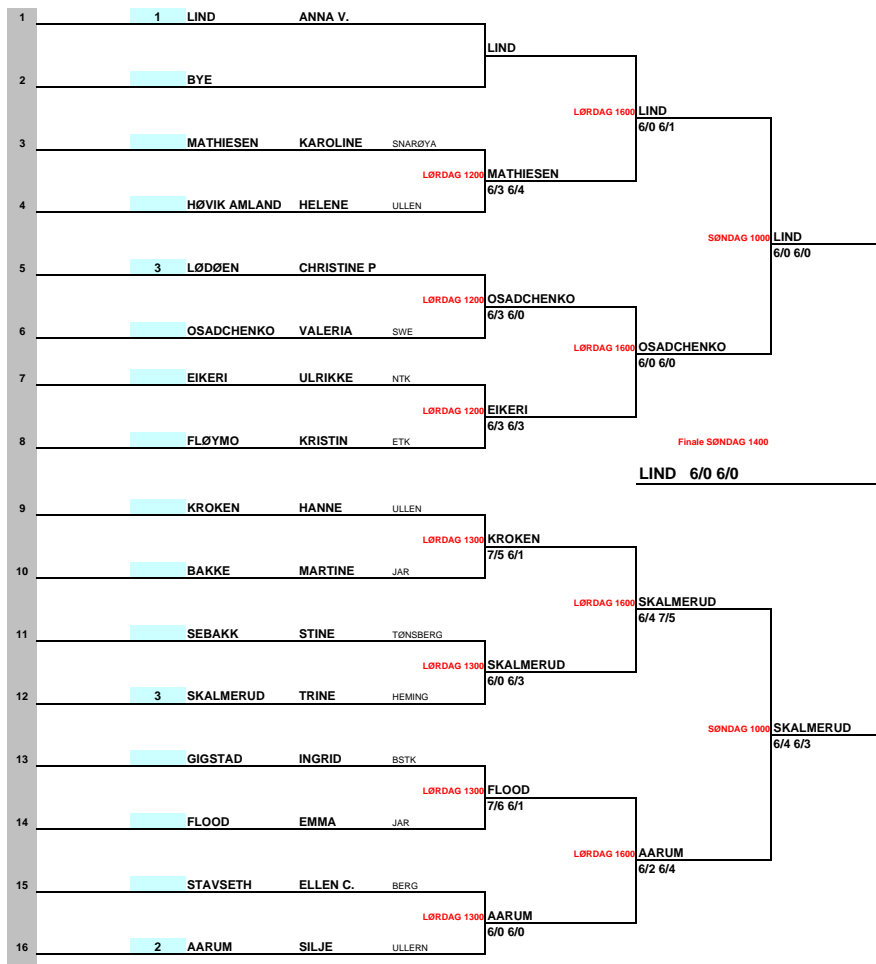 1 1 LIND ANNA V.
LIND
2 BYE
LØRDAG 1600 LIND
6/0 6/1
3 MATHIESEN KAROLINE SNARØYA
LØRDAG 1200 MATHIESEN
6/3 6/4
4 HØVIK AMLAND HELENE ULLEN
SØNDAG 1000 LIND
6/0 6/0
5 3 LØDØEN CHRISTINE P
LØRDAG 1200 OSADCHENKO
6/3 6/0
6 OSADCHENKO VALERIA SWE
LØRDAG 1600 OSADCHENKO
6/0 6/0
7 EIKERI ULRIKKE NTK
LØRDAG 1200 EIKERI
6/3 6/3
8 FLØYMO KRISTIN ETK
Finale SØNDAG 1400
LIND 6/0 6/0
9 KROKEN HANNE ULLEN
LØRDAG 1300 KROKEN
7/5 6/1
10 BAKKE MARTINE JAR
LØRDAG 1600 SKALMERUD
6/4 7/5
11 SEBAKK STINE TØNSBERG
LØRDAG 1300 SKALMERUD
6/0 6/3
12 3 SKALMERUD TRINE HEMING
SØNDAG 1000 SKALMERUD
6/4 6/3
13 GIGSTAD INGRID BSTK
LØRDAG 1300 FLOOD
7/6 6/1
14 FLOOD EMMA JAR
LØRDAG 1600 AARUM
6/2 6/4
15 STAVSETH ELLEN C. BERG
LØRDAG 1300 AARUM
6/0 6/0
16 2 AARUM SILJE ULLERN